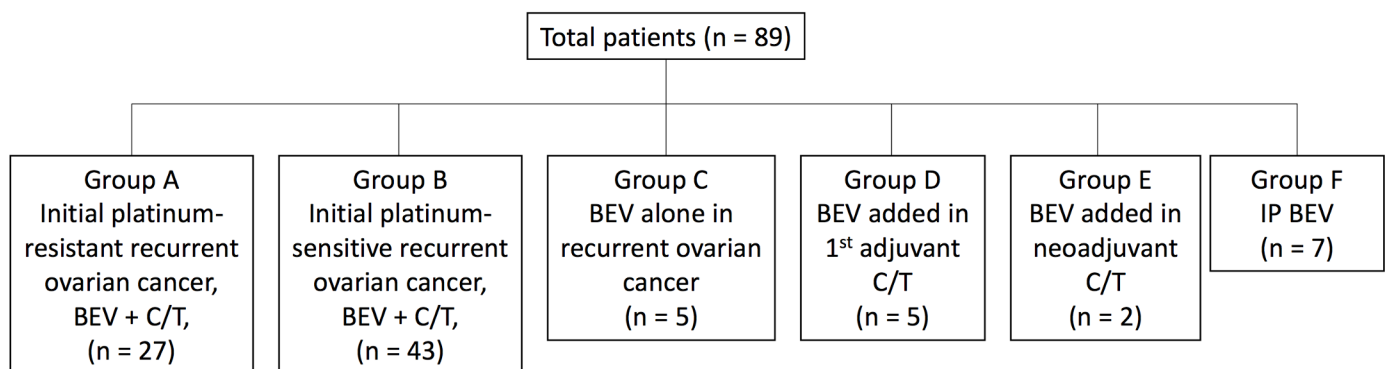 Total patients (n = 89)
Group A
Initial platinum-
resistant recurrent
ovarian cancer,
BEV + C/T,
(n = 27)
Group B
Initial platinum-
sensitive recurrent
ovarian cancer,
BEV + C/T,
(n = 43)
Group C
BEV alone in
recurrent ovarian
cancer
(n = 5)
Group D
BEV added in
1st adjuvant
C/T
(n = 5)
Group E
BEV added in
neoadjuvant
C/T
(n = 2)
Group F
IP BEV
(n = 7)